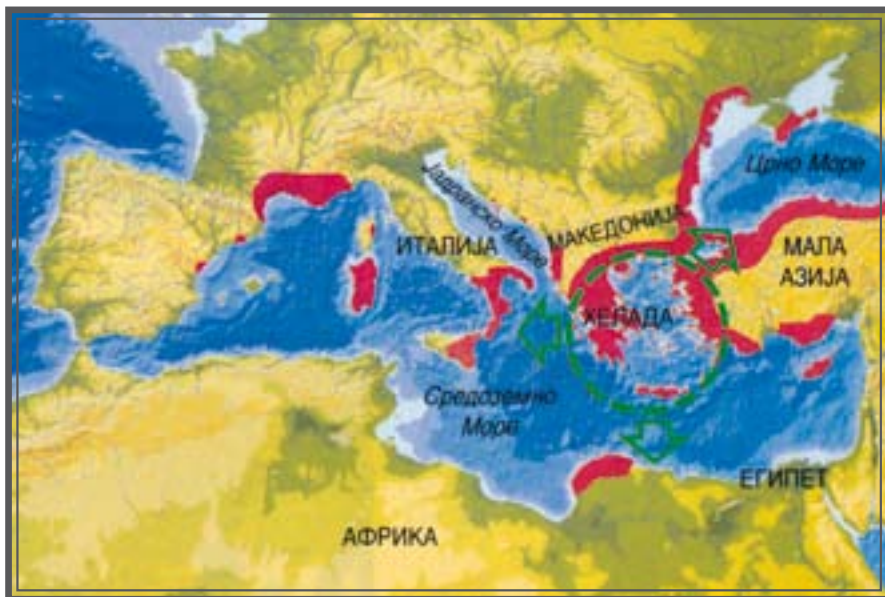 Црно Море
Јадранско Море
МАКЕДОНИЈА
ИТАЛИЈА
МАЛА
АЗИЈА
ХЕЛАДА
Средоземно
Море
ЕГИПЕТ
АФРИКА